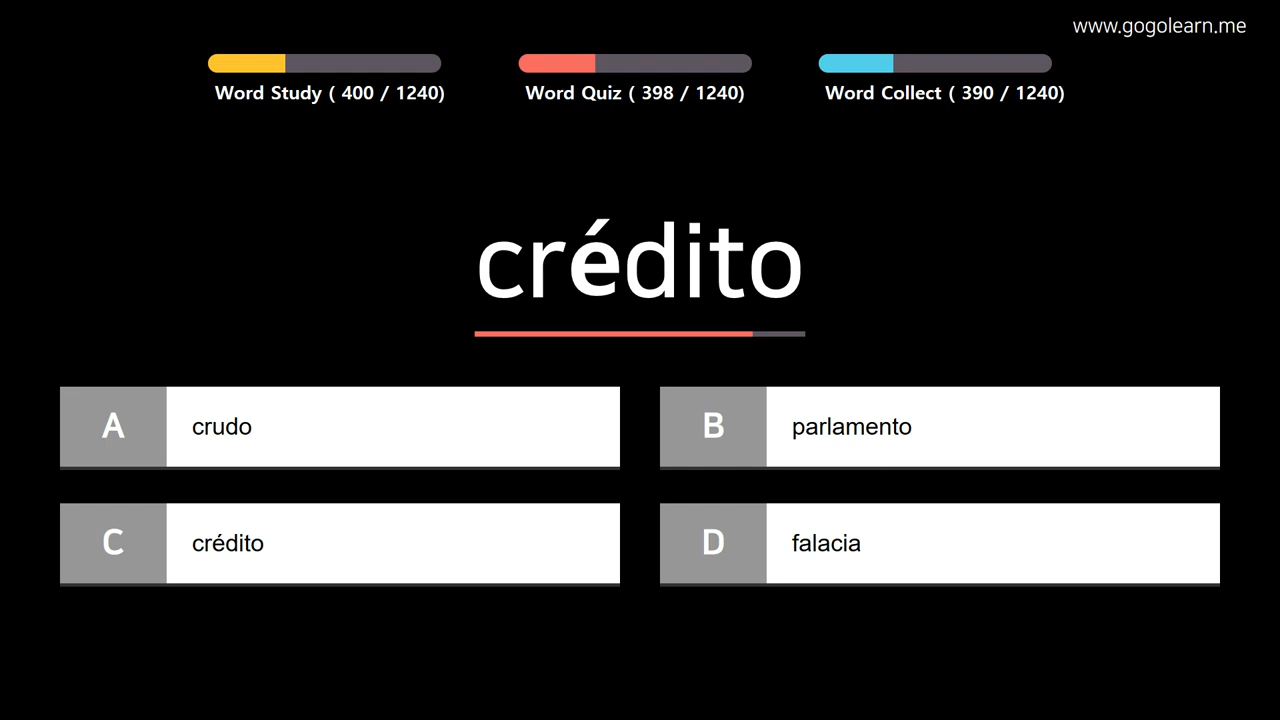 www.gogolearn.me
Word Study ( 400 / 1240)
Word Quiz ( 398 / 1240)
Word Collect ( 390 / 1240)
crédito
A
crudo
B
parlamento
C
crédito
D
falacia